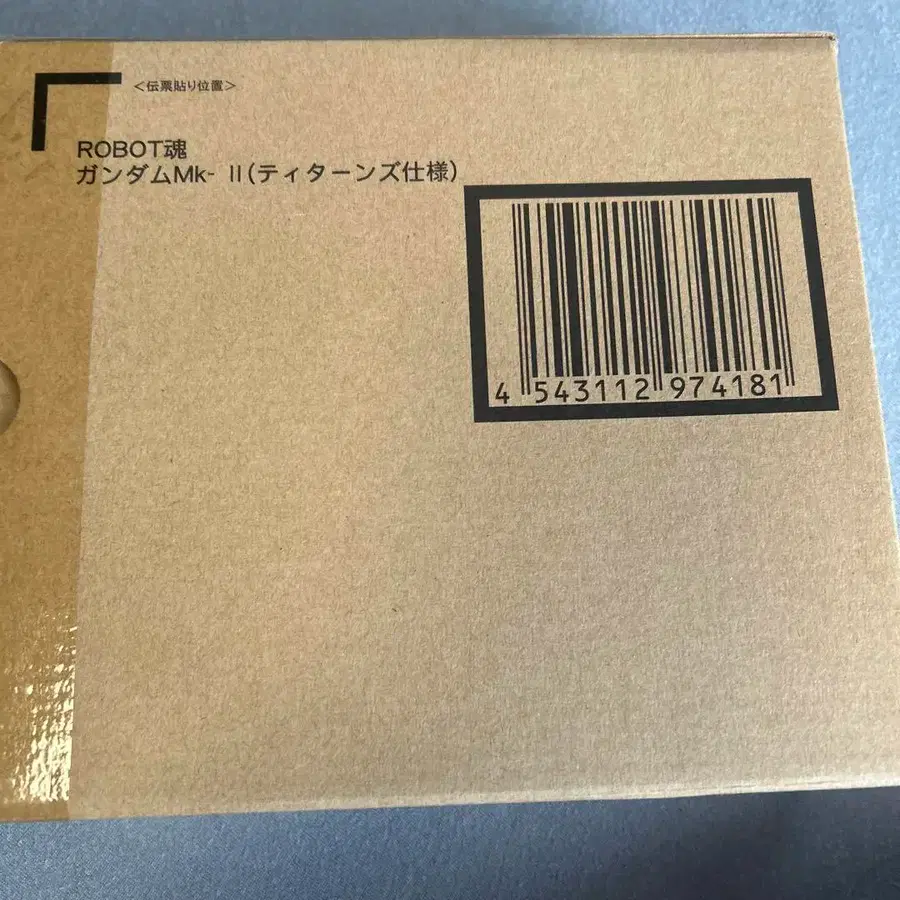 <伝票貼り位置>
ROBOT魂
ガンダムMk- II(ティターンズ仕様)
4 543112 974181